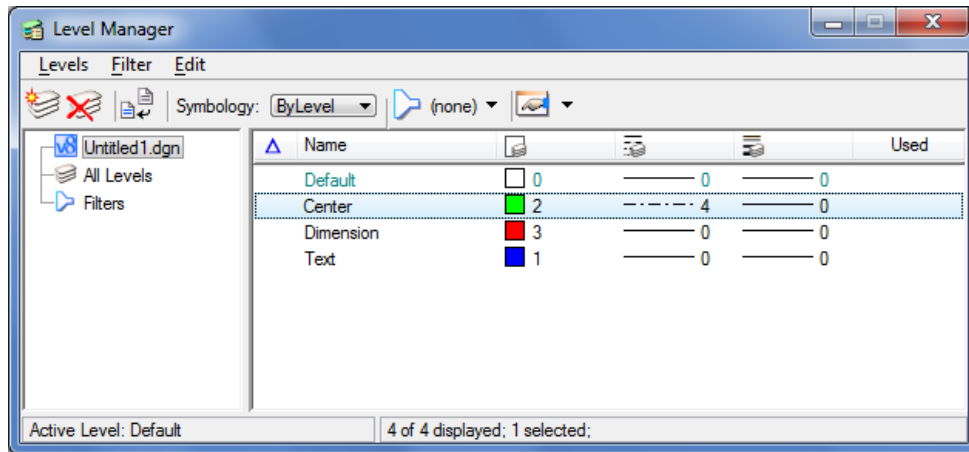 Level Manager
Levels Filter Edit
Symbology: ByLevel (none)
v8 Untitled1.dgn
All Levels
Filters
Name Used
Default 0 0 0
Center 2 4 0
Dimension 3 0 0
Text 1 0 0
Active Level: Default 4 of 4 displayed; 1 selected;